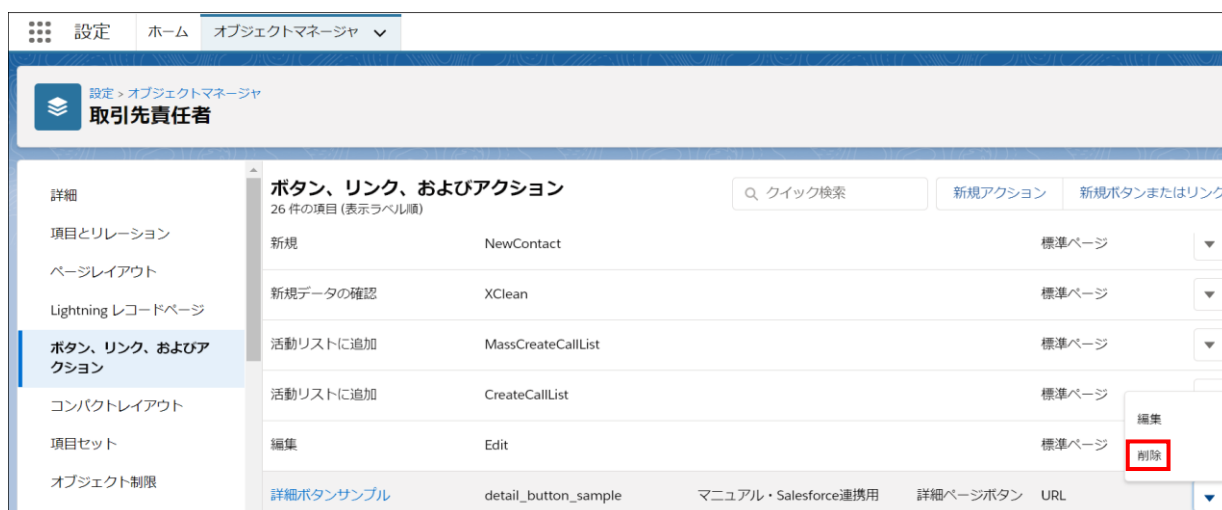 設定 ホーム オブジェクトマネージャ
設定 > オブジェクトマネージャ
取引先責任者
詳細
項目とリレーション
ページレイアウト
Lightning レコードページ
ボタン、リンク、およびア
クション
コンパクトレイアウト
項目セット
オブジェクト制限
ボタン、リンク、およびアクション
26 件の項目 (表示ラベル順)
クイック検索
新規アクション
新規ボタンまたはリンク
新規 NewContact 標準ページ
新規データの確認 XClean 標準ページ
活動リストに追加 MassCreateCallList 標準ページ
活動リストに追加 CreateCallList 標準ページ
編集 Edit 標準ページ
詳細ボタンサンプル detail_button_sample マニュアル・Salesforce連携用 詳細ページボタン URL
編集
削除